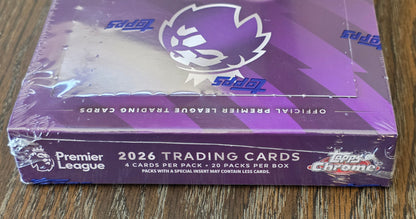 Topps
Topps
Topps
OFFICIAL PREMIER LEAGUE TRADING CARDS
Premier
League
2026 TRADING CARDS
4 CARDS PER PACK • 20 PACKS PER BOX
PACKS WITH A SPECIAL INSERT MAY CONTAIN LESS CARDS.
Topps
Chrome